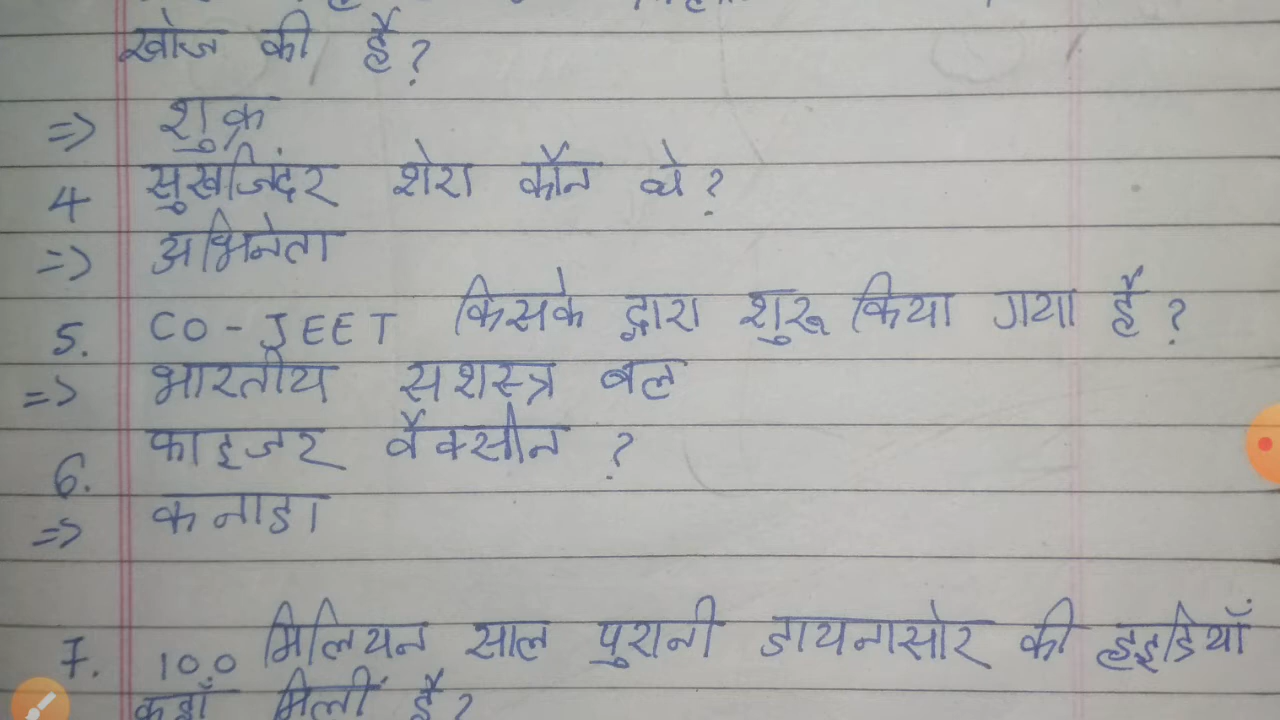 खोज की है?
=> शुक्र
4 सुखजिंदर शेरा कौन थे?
=> अभिनेता
5. CO-JEET किसके द्वारा शुरू किया गया है?
=> भारतीय सशस्त्र बल
6. फाइजर वैक्सीन ?
=> कनाडा
7. 100 मिलियन साल पुरानी डायनासोर की हड्डियाँ
कहाँ मिलीं है?